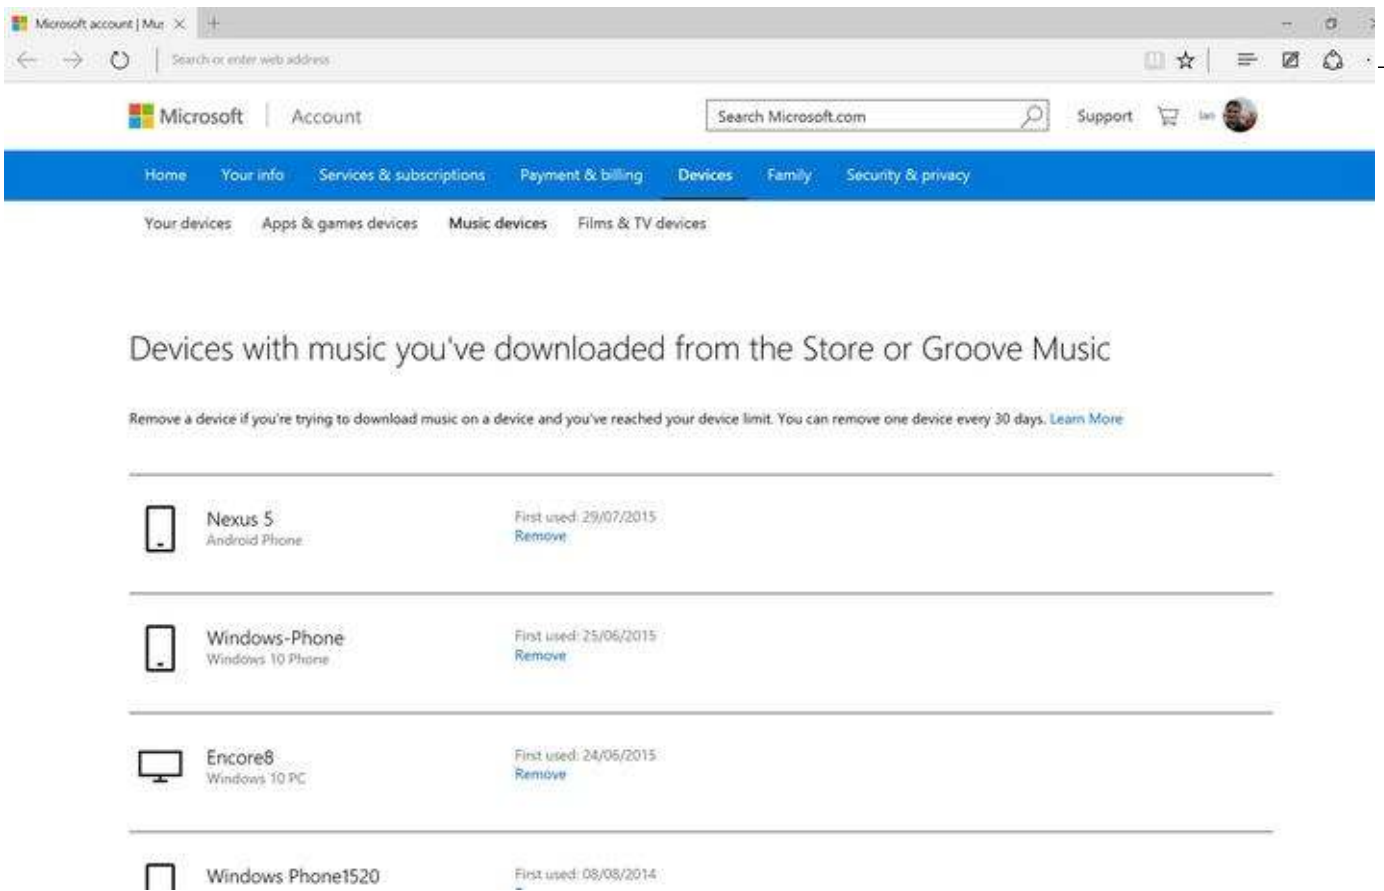 Microsoft account | Mus
Search or enter web address
Microsoft | Account
Search Microsoft.com
Support
Ian
Home Your info Services & subscriptions Payment & billing Devices Family Security & privacy
Your devices Apps & games devices Music devices Films & TV devices
Devices with music you've downloaded from the Store or Groove Music
Remove a device if you're trying to download music on a device and you've reached your device limit. You can remove one device every 30 days. Learn More
Nexus 5 First used: 29/07/2015
Android Phone Remove
Windows-Phone First used: 25/06/2015
Windows 10 Phone Remove
Encore8 First used: 24/06/2015
Windows 10 PC Remove
Windows Phone1520 First used: 08/08/2014